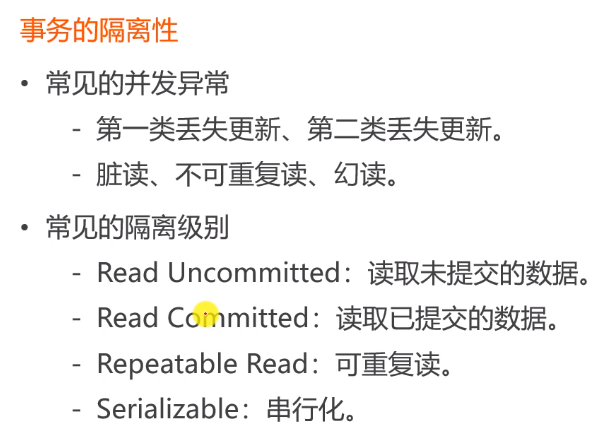 事务的隔离性
• 常见的并发异常
- 第一类丢失更新、第二类丢失更新。
- 脏读、不可重复读、幻读。
• 常见的隔离级别
- Read Uncommitted：读取未提交的数据。
- Read Committed：读取已提交的数据。
- Repeatable Read：可重复读。
- Serializable：串行化。